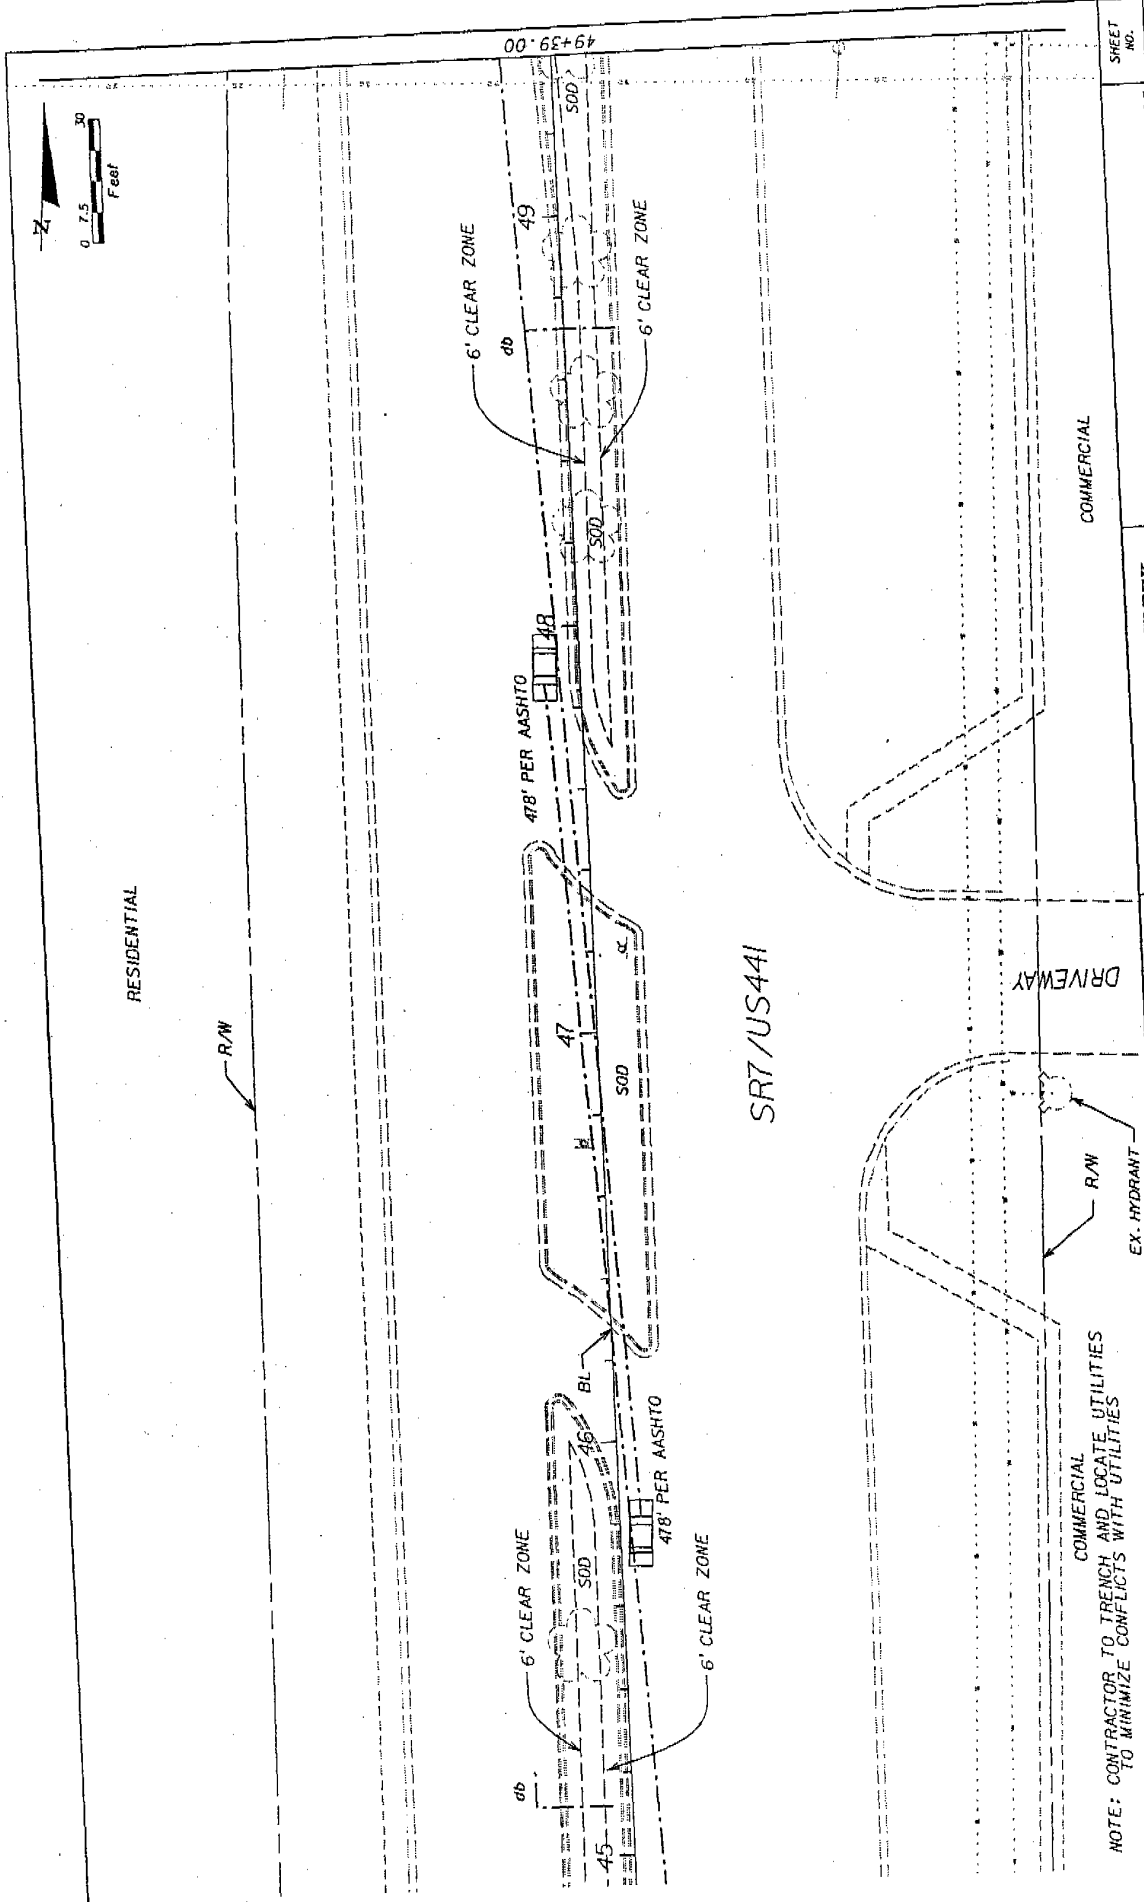 49+39.00
SHEET
NO.
N
0 7.5 30
Feet
RESIDENTIAL
R/W
SOD
49
6' CLEAR ZONE
db
6' CLEAR ZONE
SOD
48
478' PER AASHTO
COMMERCIAL
47
SOD
SR7/US441
DRIVEWAY
BL
46
478' PER AASHTO
6' CLEAR ZONE
SOD
6' CLEAR ZONE
db
45
R/W
EX. HYDRANT
COMMERCIAL
NOTE: CONTRACTOR TO TRENCH AND LOCATE UTILITIES
TO MINIMIZE CONFLICTS WITH UTILITIES